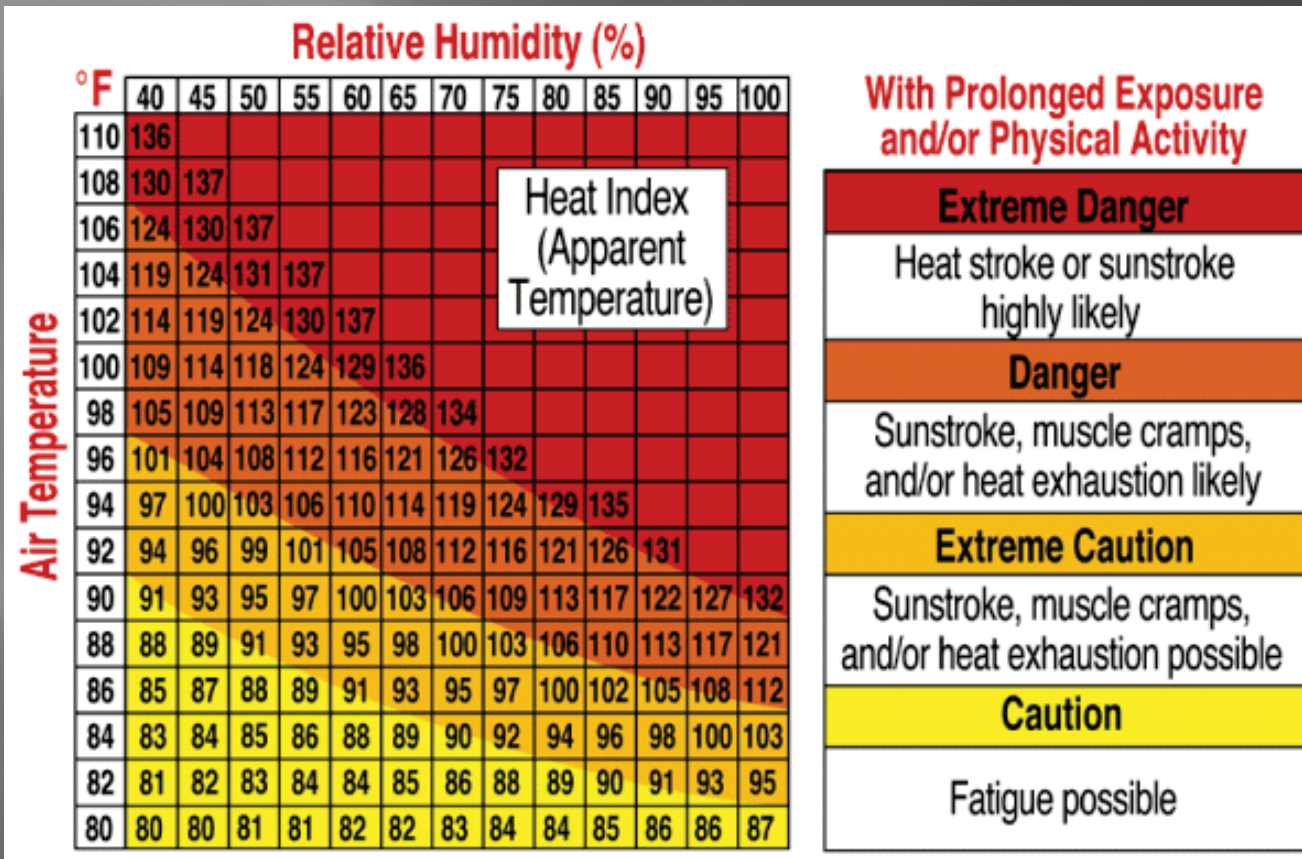 Relative Humidity (%)
°F 40 45 50 55 60 65 70 75 80 85 90 95 100
110 136
108 130 137
106 124 130 137
104 119 124 131 137
102 114 119 124 130 137
100 109 114 118 124 129 136
98 105 109 113 117 123 128 134
96 101 104 108 112 116 121 126 132
94 97 100 103 106 110 114 119 124 129 135
92 94 96 99 101 105 108 112 116 121 126 131
90 91 93 95 97 100 103 106 109 113 117 122 127 132
88 88 89 91 93 95 98 100 103 106 110 113 117 121
86 85 87 88 89 91 93 95 97 100 102 105 108 112
84 83 84 85 86 88 89 90 92 94 96 98 100 103
82 81 82 83 84 84 85 86 88 89 90 91 93 95
80 80 80 81 81 82 82 83 84 84 85 86 86 87
Air Temperature
Heat Index
(Apparent
Temperature)
With Prolonged Exposure
and/or Physical Activity
Extreme Danger
Heat stroke or sunstroke
highly likely
Danger
Sunstroke, muscle cramps,
and/or heat exhaustion likely
Extreme Caution
Sunstroke, muscle cramps,
and/or heat exhaustion possible
Caution
Fatigue possible